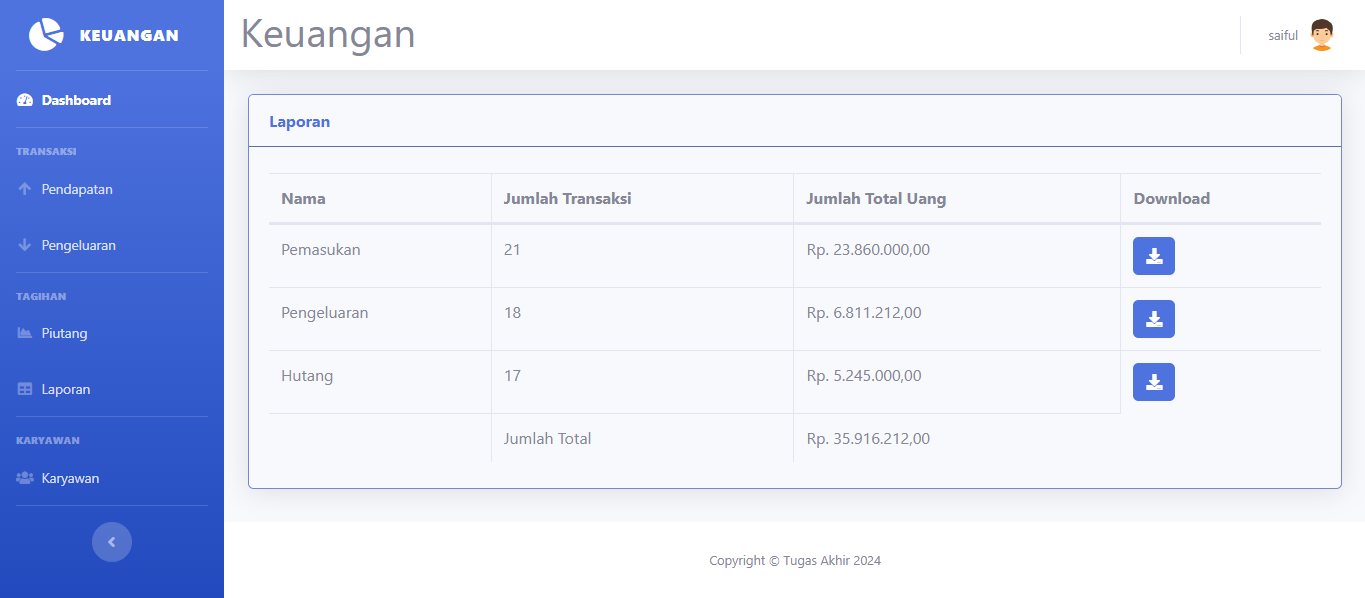 KEUANGAN
Dashboard
TRANSAKSI
Pendapatan
Pengeluaran
TAGIHAN
Piutang
Laporan
KARYAWAN
Karyawan
Keuangan
saiful
Laporan
Nama Jumlah Transaksi Jumlah Total Uang Download
Pemasukan 21 Rp. 23.860.000,00
Pengeluaran 18 Rp. 6.811.212,00
Hutang 17 Rp. 5.245.000,00
Jumlah Total Rp. 35.916.212,00
Copyright © Tugas Akhir 2024